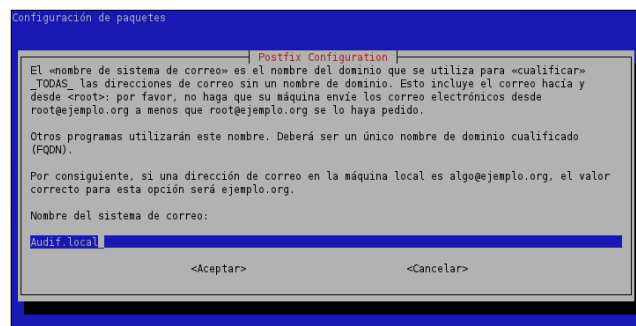 Configuración de paquetes
Postfix Configuration
El «nombre de sistema de correo» es el nombre del dominio que se utiliza para «cualificar»
_TODAS_ las direcciones de correo sin un nombre de dominio. Esto incluye el correo hacía y
desde <root>: por favor, no haga que su máquina envíe los correo electrónicos desde
root@ejemplo.org a menos que root@ejemplo.org se lo haya pedido.
Otros programas utilizarán este nombre. Deberá ser un único nombre de dominio cualificado
(FQDN).
Por consiguiente, si una dirección de correo en la máquina local es algo@ejemplo.org, el valor
correcto para esta opción será ejemplo.org.
Nombre del sistema de correo:
Audif.local
<Aceptar> <Cancelar>